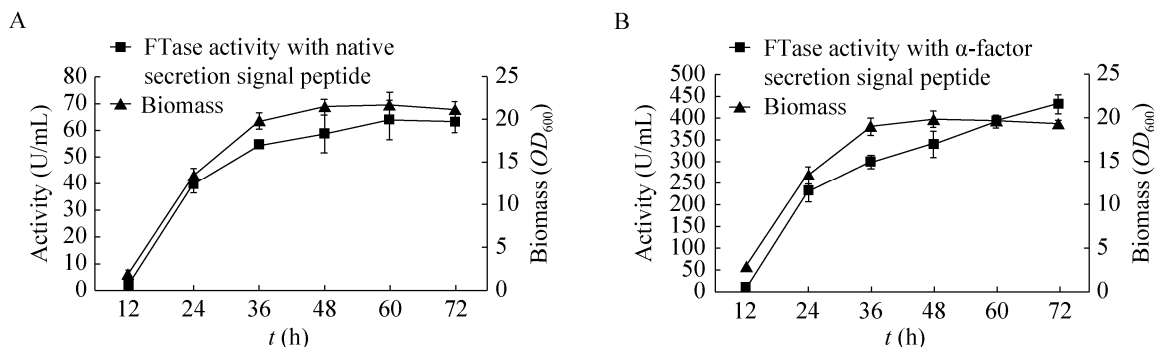 A
FTase activity with native
secretion signal peptide
Biomass
80
70
60
50
40
30
20
10
0
Activity (U/mL)
25
20
15
10
5
0
Biomass (OD600)
12 24 36 48 60 72
t (h)
B
FTase activity with α-factor
secretion signal peptide
Biomass
500
450
400
350
300
250
200
150
100
50
0
Activity (U/mL)
25
20
15
10
5
0
Biomass (OD600)
12 24 36 48 60 72
t (h)